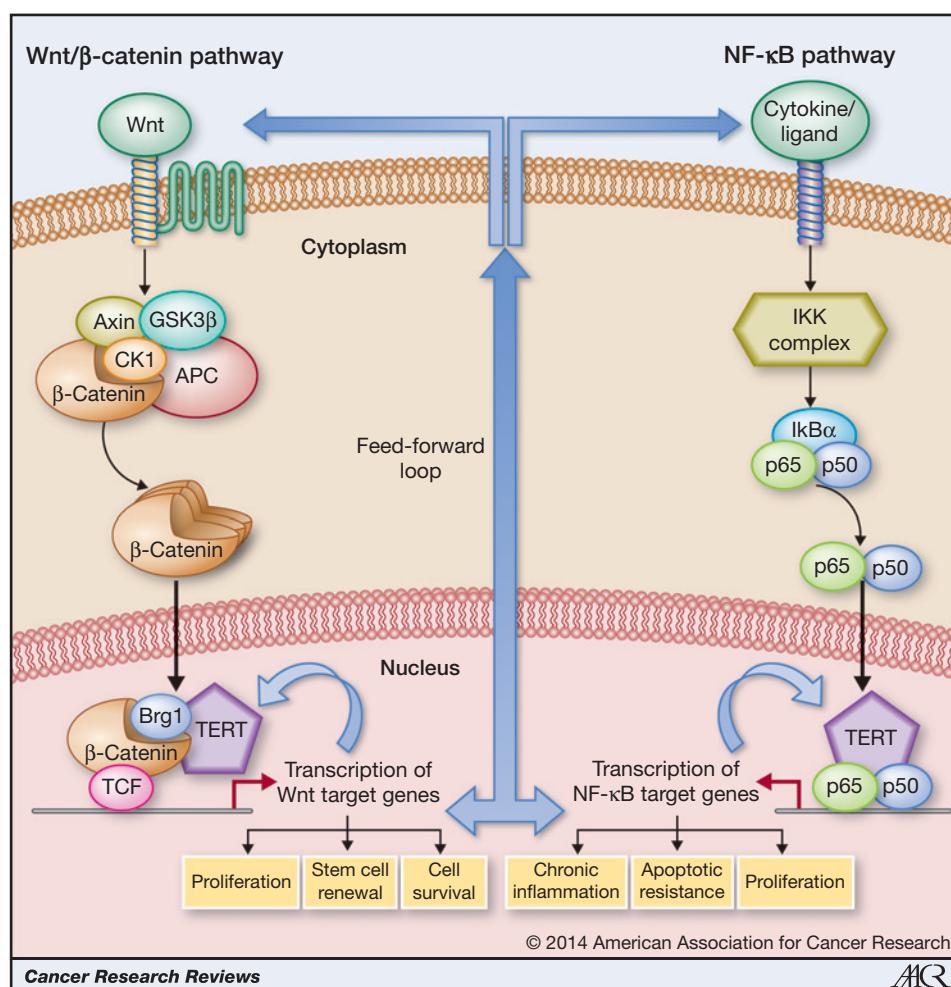 Wnt/β-catenin pathway
NF-κB pathway
Wnt
Cytokine/
ligand
Cytoplasm
Axin
GSK3β
CK1
APC
β-Catenin
IKK
complex
Feed-forward
loop
IkBα
p65
p50
β-Catenin
p65
p50
Nucleus
Brg1
TERT
β-Catenin
TCF
TERT
p65
p50
Transcription of
Wnt target genes
Transcription of
NF-κB target genes
Proliferation
Stem cell
renewal
Cell
survival
Chronic
inflammation
Apoptotic
resistance
Proliferation
© 2014 American Association for Cancer Research
Cancer Research Reviews
AACR